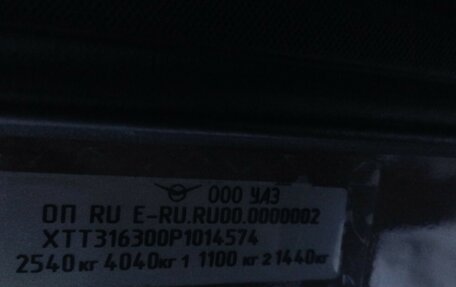 ООО УАЗ
ОП RU E-RU.RU00.0000002
XTT316300P1014574
2540 кг 4040 кг 1 1100 кг 2 1440 кг